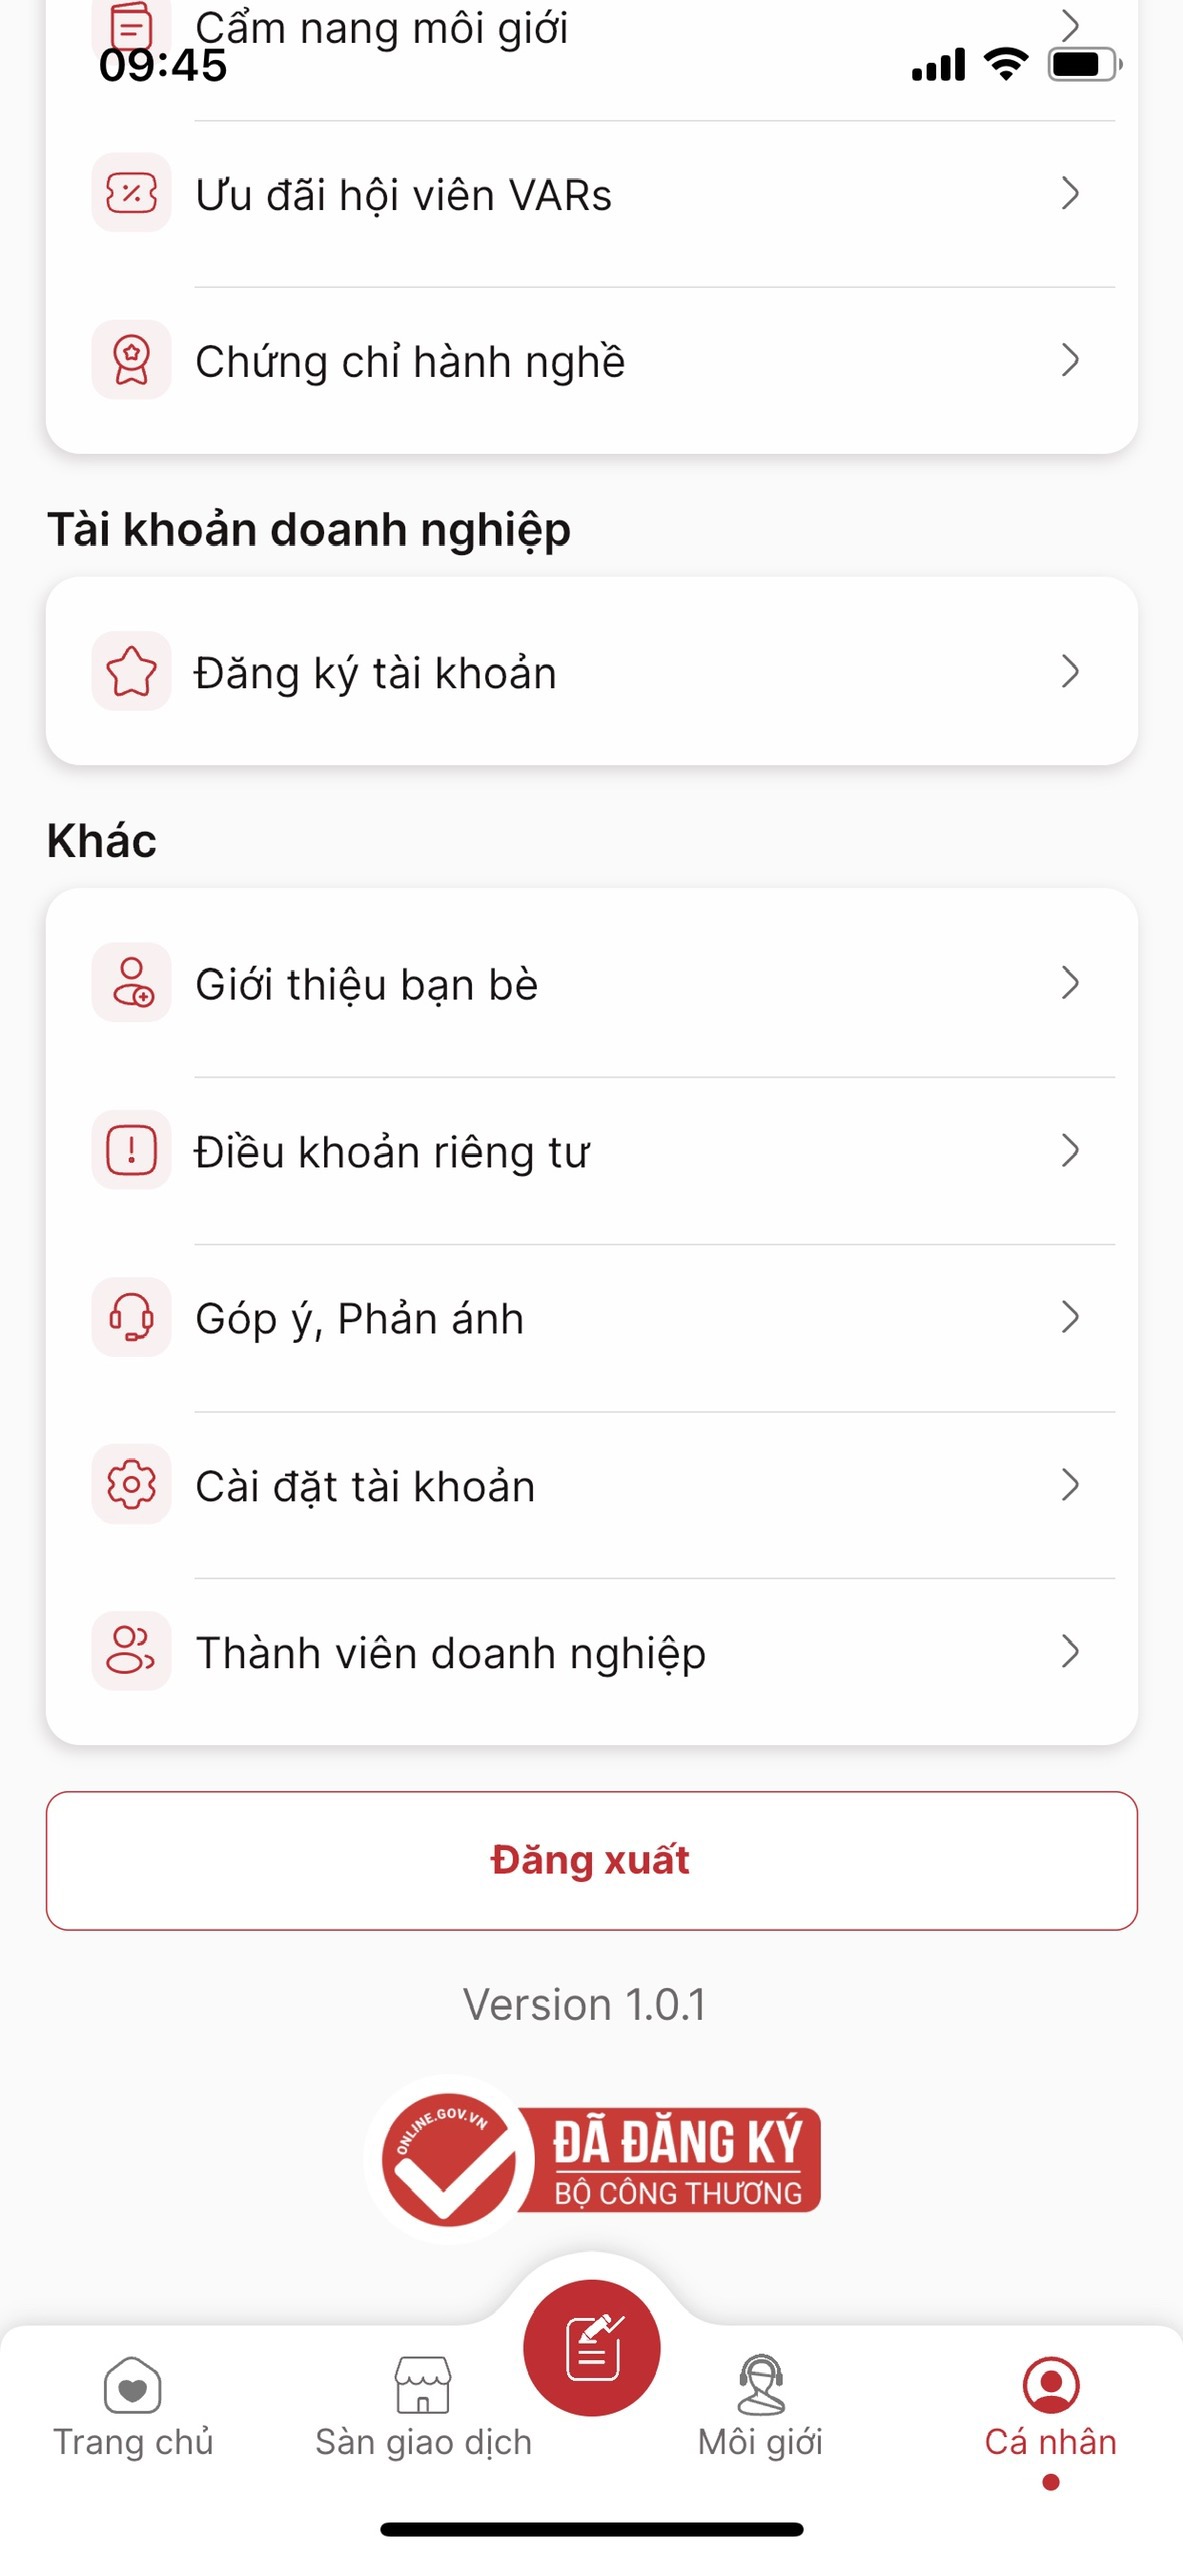 Cẩm nang môi giới
09:45
Ưu đãi hội viên VARs
Chứng chỉ hành nghề
Tài khoản doanh nghiệp
Đăng ký tài khoản
Khác
Giới thiệu bạn bè
Điều khoản riêng tư
Góp ý, Phản ánh
Cài đặt tài khoản
Thành viên doanh nghiệp
Đăng xuất
Version 1.0.1
ONLINE.GOV.VN
ĐÃ ĐĂNG KÝ
BỘ CÔNG THƯƠNG
Trang chủ
Sàn giao dịch
Môi giới
Cá nhân